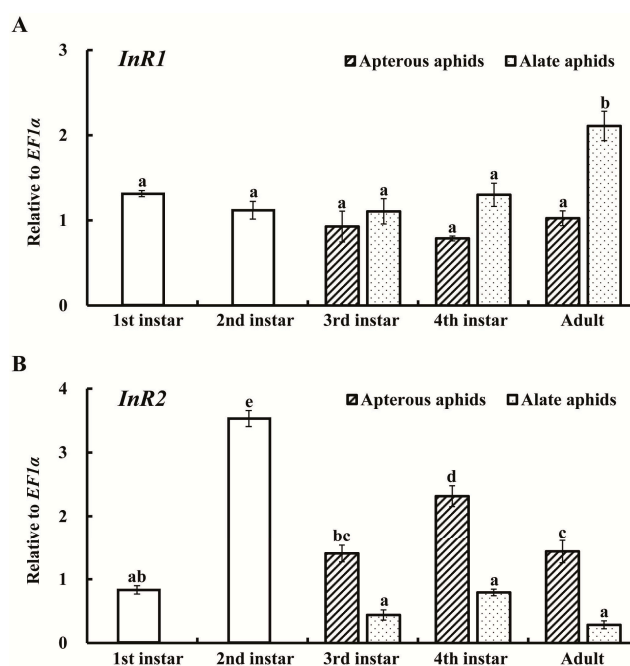 A
3
InR1
Apterous aphids
Alate aphids
b
2
Relative to EF1α
a
a
a
a
a
a
a
1
0
1st instar
2nd instar
3rd instar
4th instar
Adult
B
4
InR2
Apterous aphids
Alate aphids
e
3
d
Relative to EF1α
2
bc
c
1
ab
a
a
a
0
1st instar
2nd instar
3rd instar
4th instar
Adult